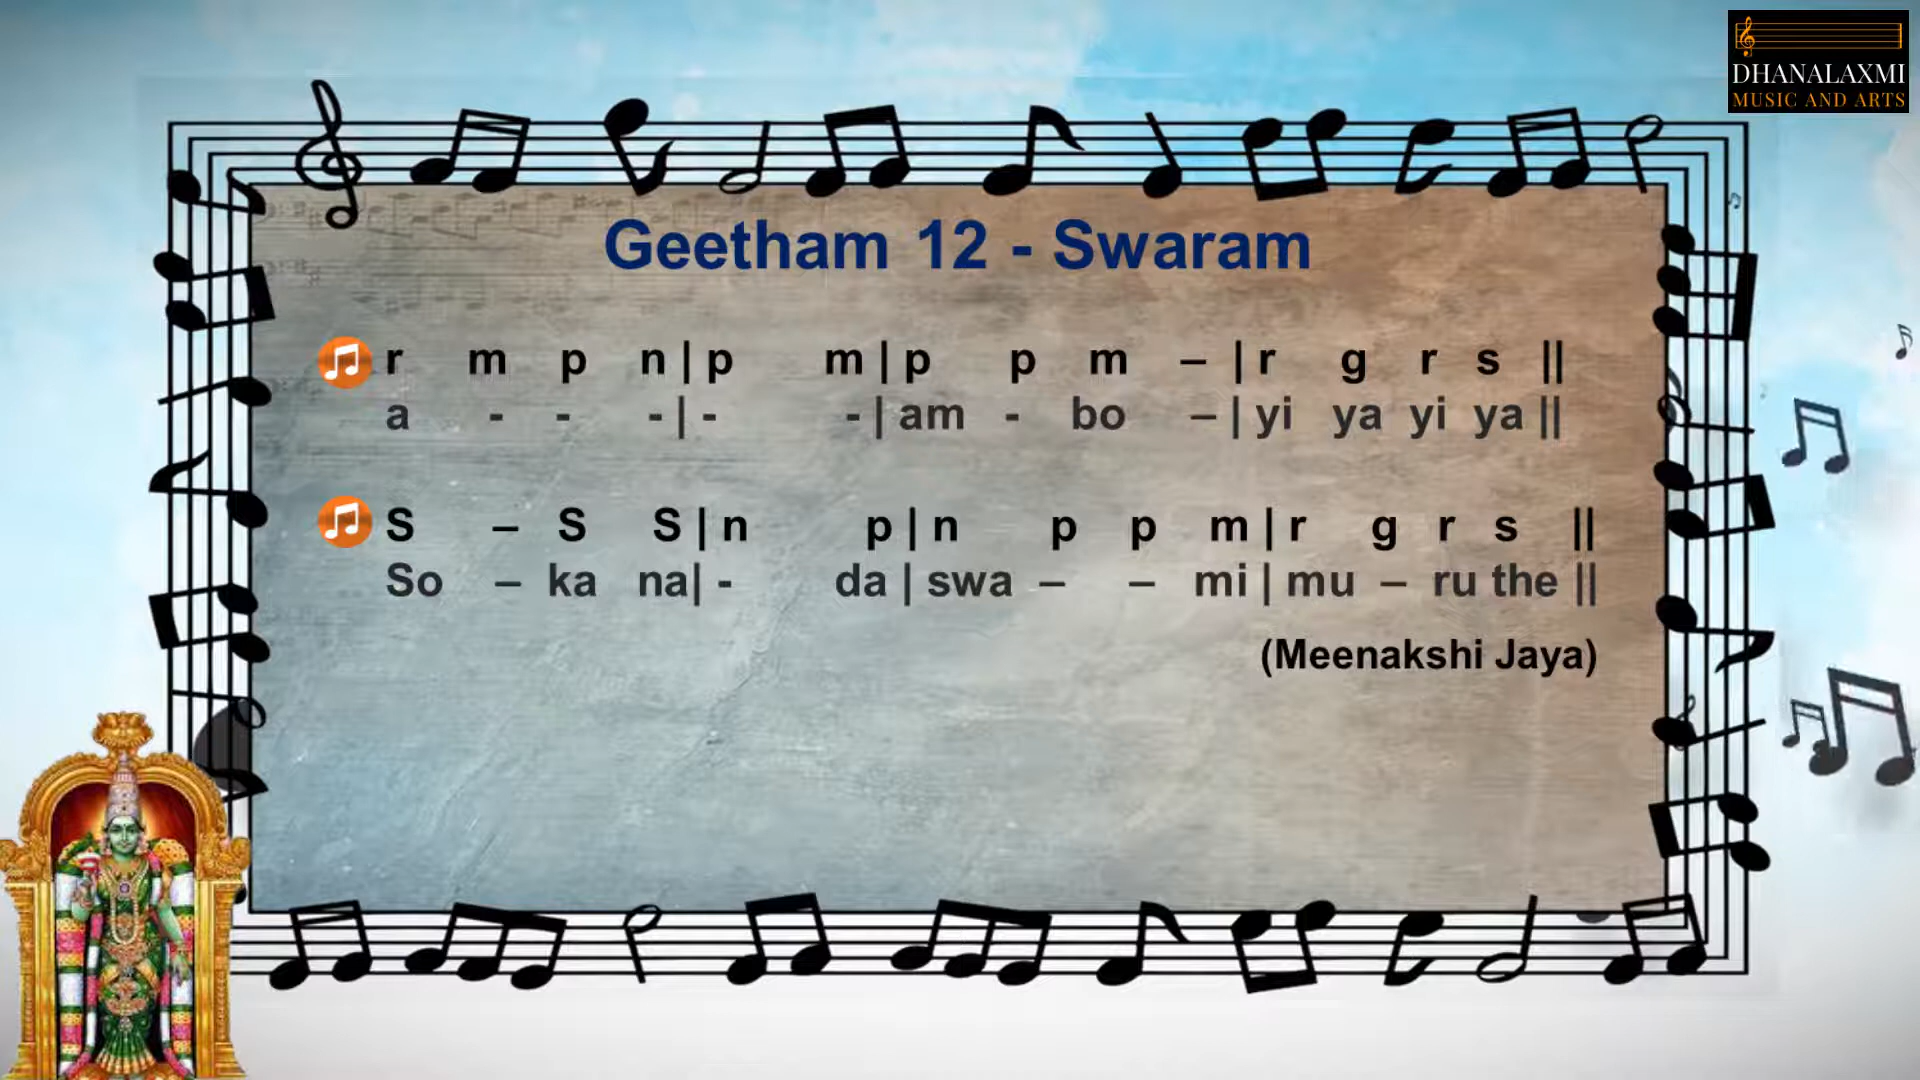 DHANALAXMI
MUSIC AND ARTS
Geetham 12 - Swaram
r m p n | p m | p p m – | r g r s ||
a - - - | - - | am - bo – | yi ya yi ya ||
S – S S | n p | n p p m | r g r s ||
So – ka na| - da | swa – – mi | mu – ru the ||
(Meenakshi Jaya)